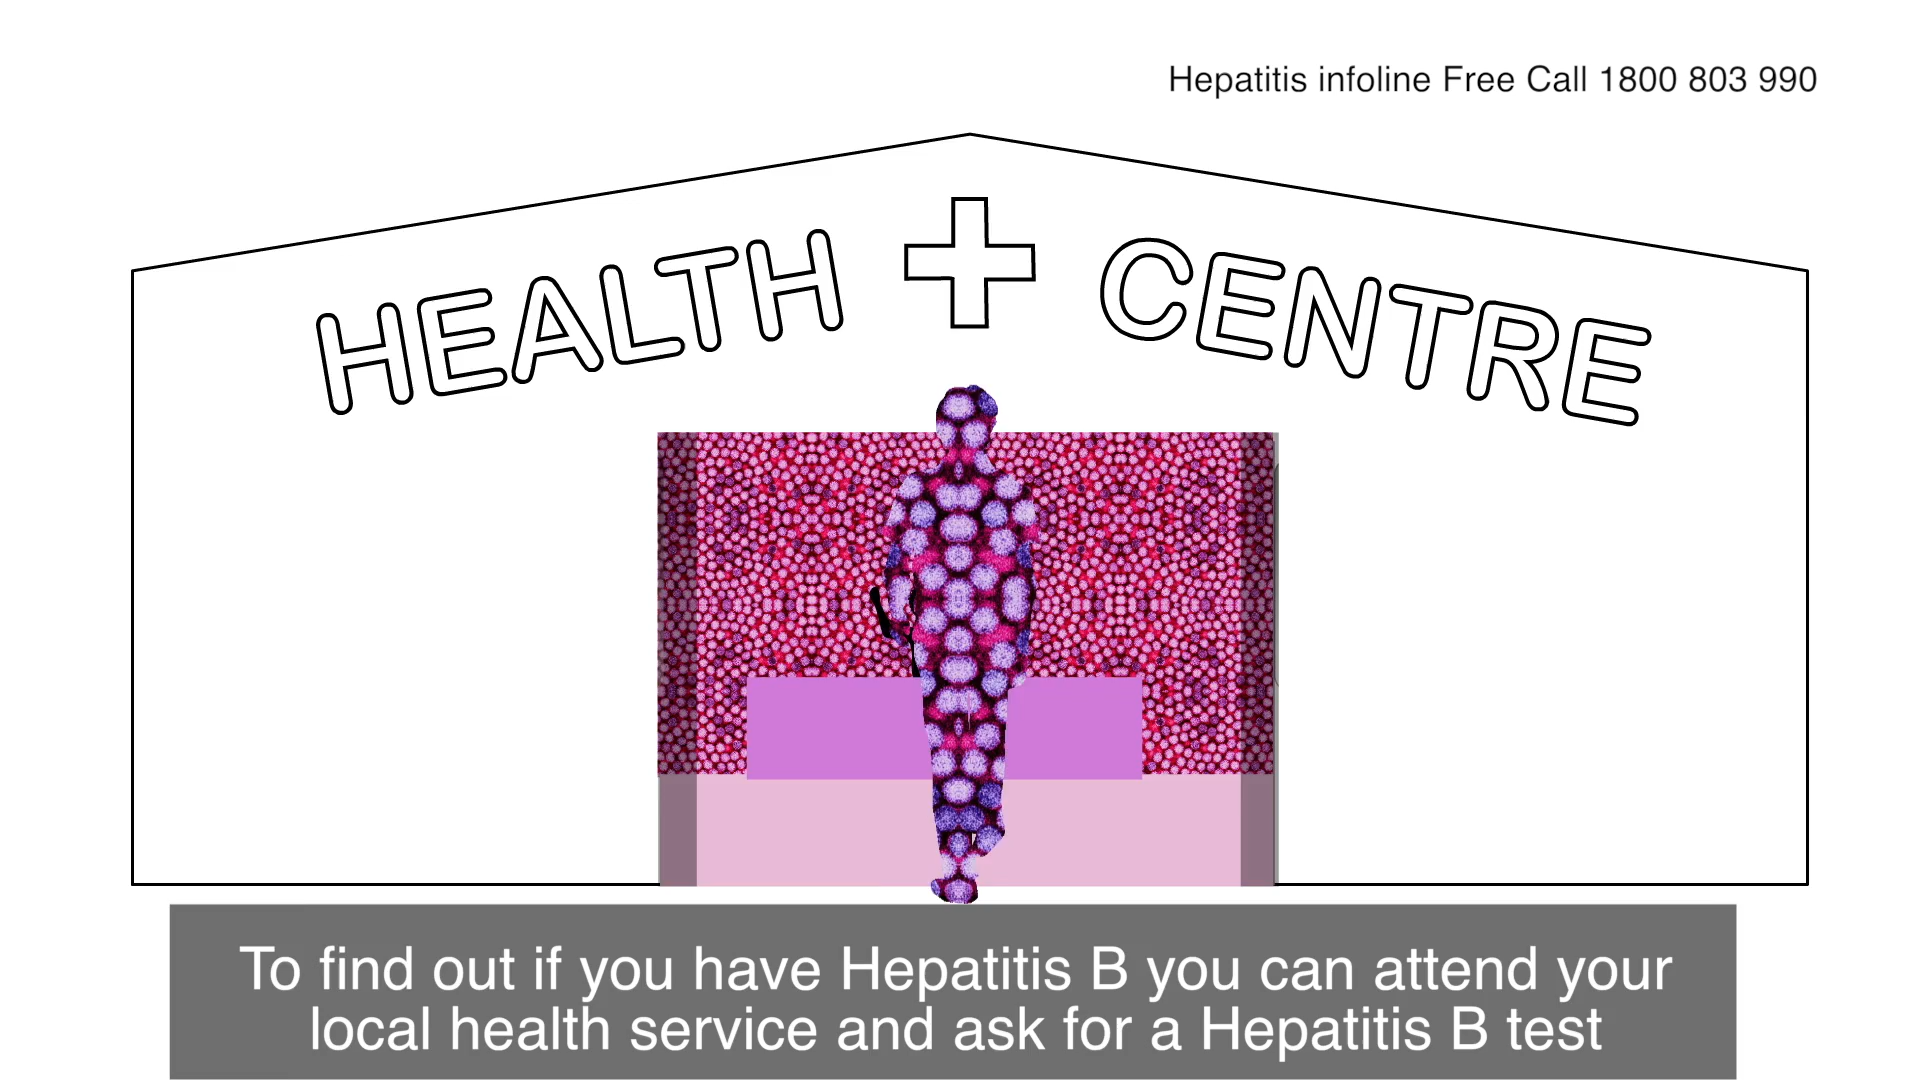 Hepatitis infoline Free Call 1800 803 990
HEALTH CENTRE
To find out if you have Hepatitis B you can attend your
local health service and ask for a Hepatitis B test